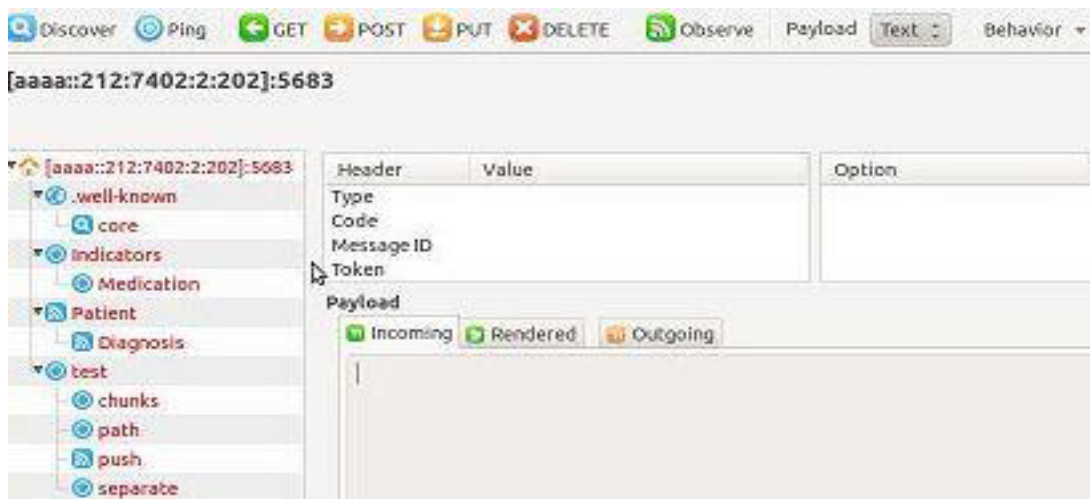 Discover Ping GET POST PUT DELETE Observe Payload Text Behavior
[aaaa::212:7402:2:202]:5683
[aaaa::212:7402:2:202]:5683
.well-known
core
Indicators
Medication
Patient
Diagnosis
test
chunks
path
push
separate
Header Value
Type
Code
Message ID
Token
Option
Payload
Incoming Rendered Outgoing